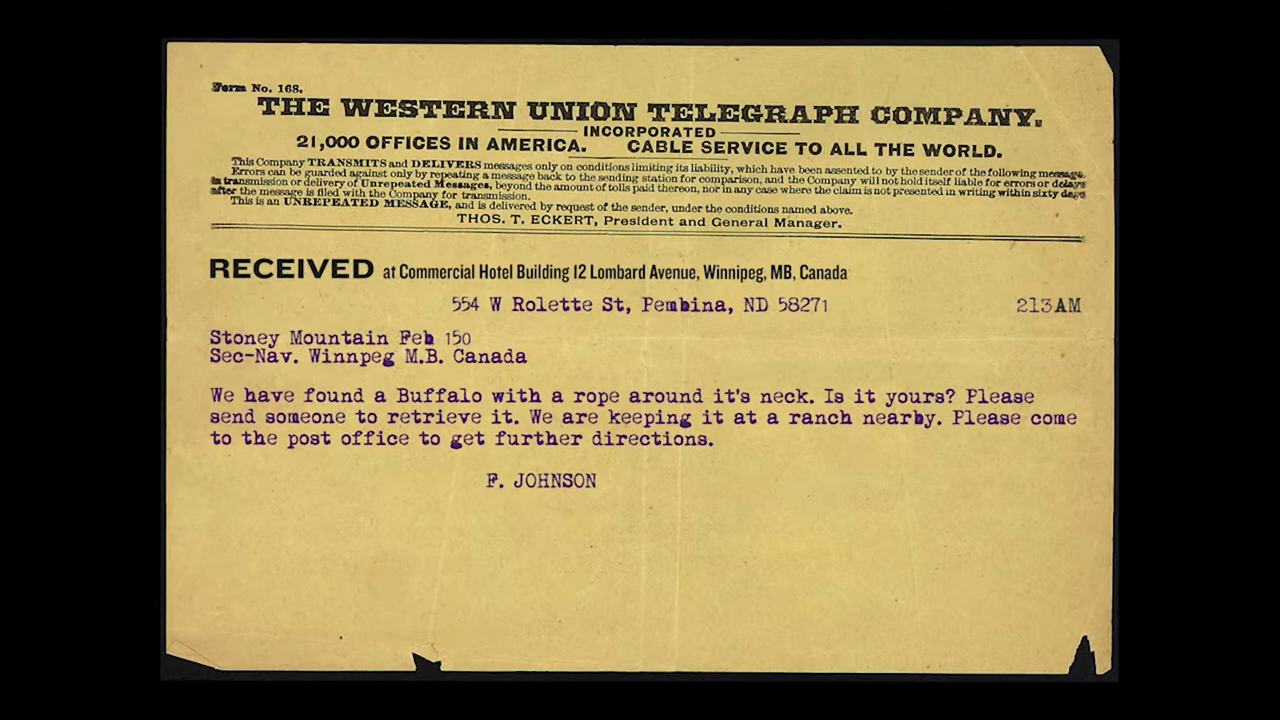 Form No. 168.
THE WESTERN UNION TELEGRAPH COMPANY.
INCORPORATED
21,000 OFFICES IN AMERICA. CABLE SERVICE TO ALL THE WORLD.
This Company TRANSMITS and DELIVERS messages only on conditions limiting its liability, which have been assented to by the sender of the following message.
Errors can be guarded against only by repeating a message back to the sending station for comparison, and the Company will not hold itself liable for errors or delays
in transmission or delivery of Unrepeated Messages, beyond the amount of tolls paid thereon, nor in any case where the claim is not presented in writing within sixty days
after the message is filed with the Company for transmission.
This is an UNREPEATED MESSAGE, and is delivered by request of the sender, under the conditions named above.
THOS. T. ECKERT, President and General Manager.
RECEIVED at Commercial Hotel Building 12 Lombard Avenue, Winnipeg, MB, Canada
554 W Rolette St, Pembina, ND 58271 213AM
Stoney Mountain Feb 150
Sec-Nav. Winnpeg M.B. Canada
We have found a Buffalo with a rope around it's neck. Is it yours? Please
send someone to retrieve it. We are keeping it at a ranch nearby. Please come
to the post office to get further directions.
F. JOHNSON